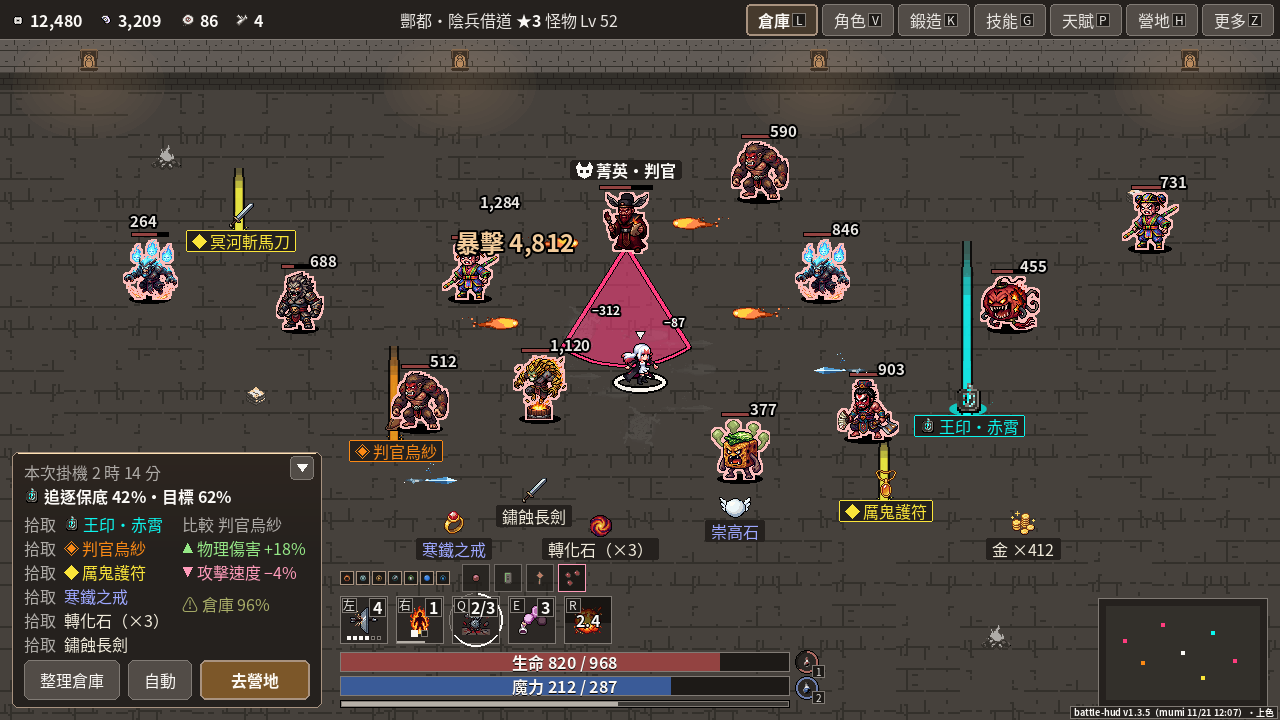 12,480 3,209 86 4
酆都・陰兵借道 ★3 怪物 Lv 52
倉庫 L 角色 V 鍛造 K 技能 G 天賦 P 營地 H 更多 Z
590
菁英・判官
731
1,284
264
暴擊 4,812
846
冥河斬馬刀
688
455
−312
−87
1,120
512
903
377
王印・赤霄
判官烏紗
厲鬼護符
鏽蝕長劍
崇高石
寒鐵之戒
轉化石（×3）
金 ×412
本次掛機 2 時 14 分
追逐保底 42%・目標 62%
拾取 王印・赤霄 比較 判官烏紗
拾取 判官烏紗 ▲物理傷害 +18%
拾取 厲鬼護符 ▼攻擊速度 −4%
拾取 寒鐵之戒 倉庫 96%
拾取 轉化石（×3）
拾取 鏽蝕長劍
整理倉庫 自動 去營地
左 4 右 1 Q 2/3 E 3 R 2.4
生命 820 / 968 1
魔力 212 / 287 2
battle-hud v1.3.5（mumi 11/21 12:07）・上色